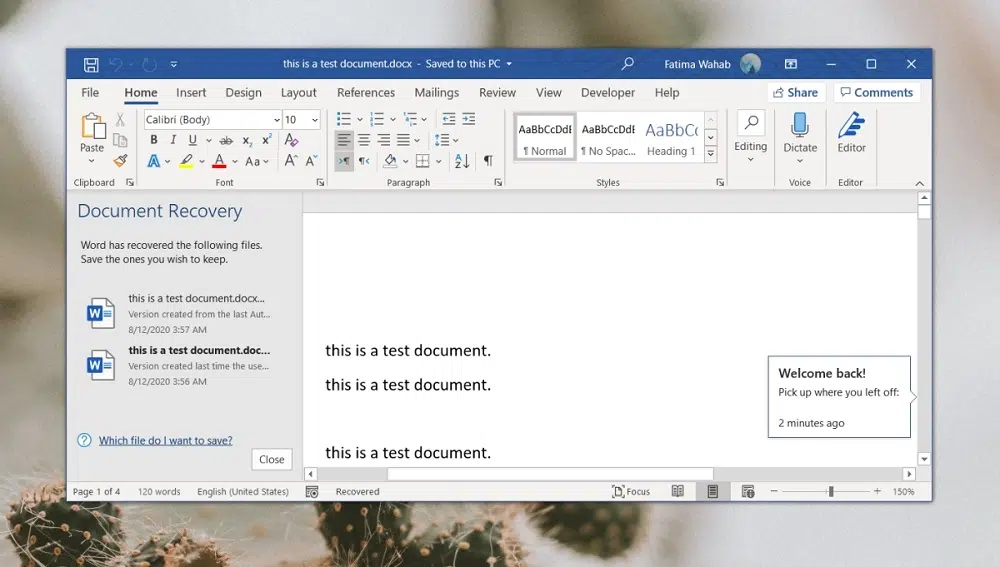 this is a test document.docx - Saved to this PC
Fatima Wahab
File Home Insert Design Layout References Mailings Review View Developer Help Share Comments
Calibri (Body) 10
AaBbCcDdE AaBbCcDdE AaBbCc
Paste
B I U ab x₂ x²
¶ Normal ¶ No Spac... Heading 1
Editing Dictate Editor
A A Aa A A
Clipboard Font Paragraph Styles Voice Editor
Document Recovery
Word has recovered the following files.
Save the ones you wish to keep.
this is a test document.docx...
Version created from the last Aut...
8/12/2020 3:57 AM
this is a test document.doc...
Version created last time the use...
8/12/2020 3:56 AM
Which file do I want to save?
Close
this is a test document.
this is a test document.
this is a test document.
Welcome back!
Pick up where you left off:
2 minutes ago
Page 1 of 4 120 words English (United States) Recovered Focus 150%